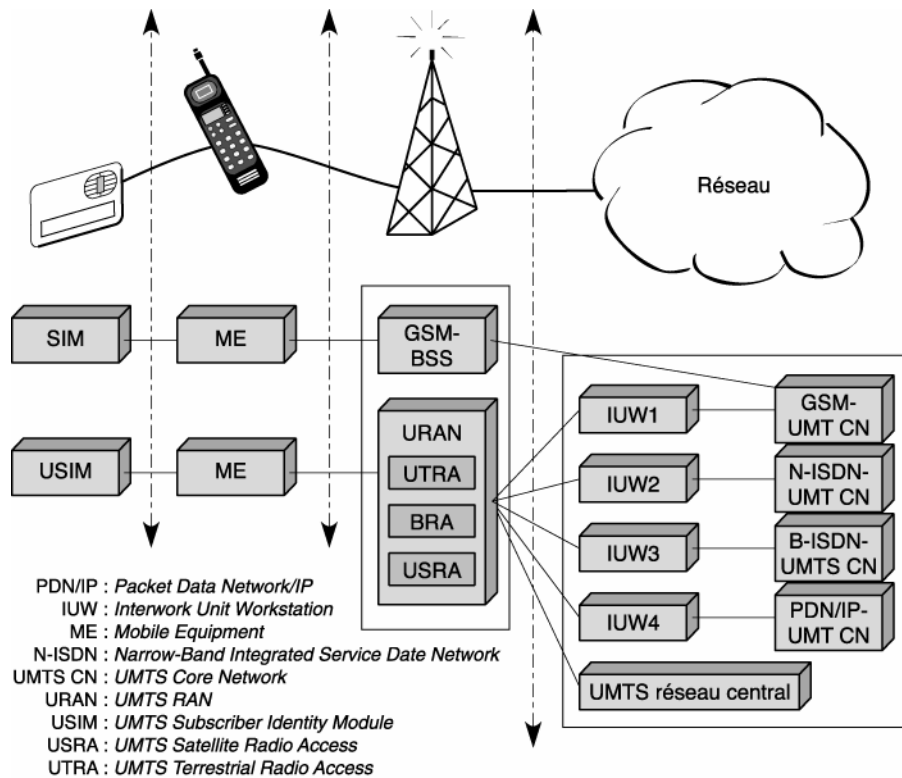 Réseau
SIM
ME
GSM-
BSS
IUW1
GSM-
UMT CN
USIM
ME
URAN
UTRA
BRA
USRA
IUW2
N-ISDN-
UMT CN
IUW3
B-ISDN-
UMTS CN
IUW4
PDN/IP-
UMT CN
UMTS réseau central
PDN/IP : Packet Data Network/IP
IUW : Interwork Unit Workstation
ME : Mobile Equipment
N-ISDN : Narrow-Band Integrated Service Date Network
UMTS CN : UMTS Core Network
URAN : UMTS RAN
USIM : UMTS Subscriber Identity Module
USRA : UMTS Satellite Radio Access
UTRA : UMTS Terrestrial Radio Access